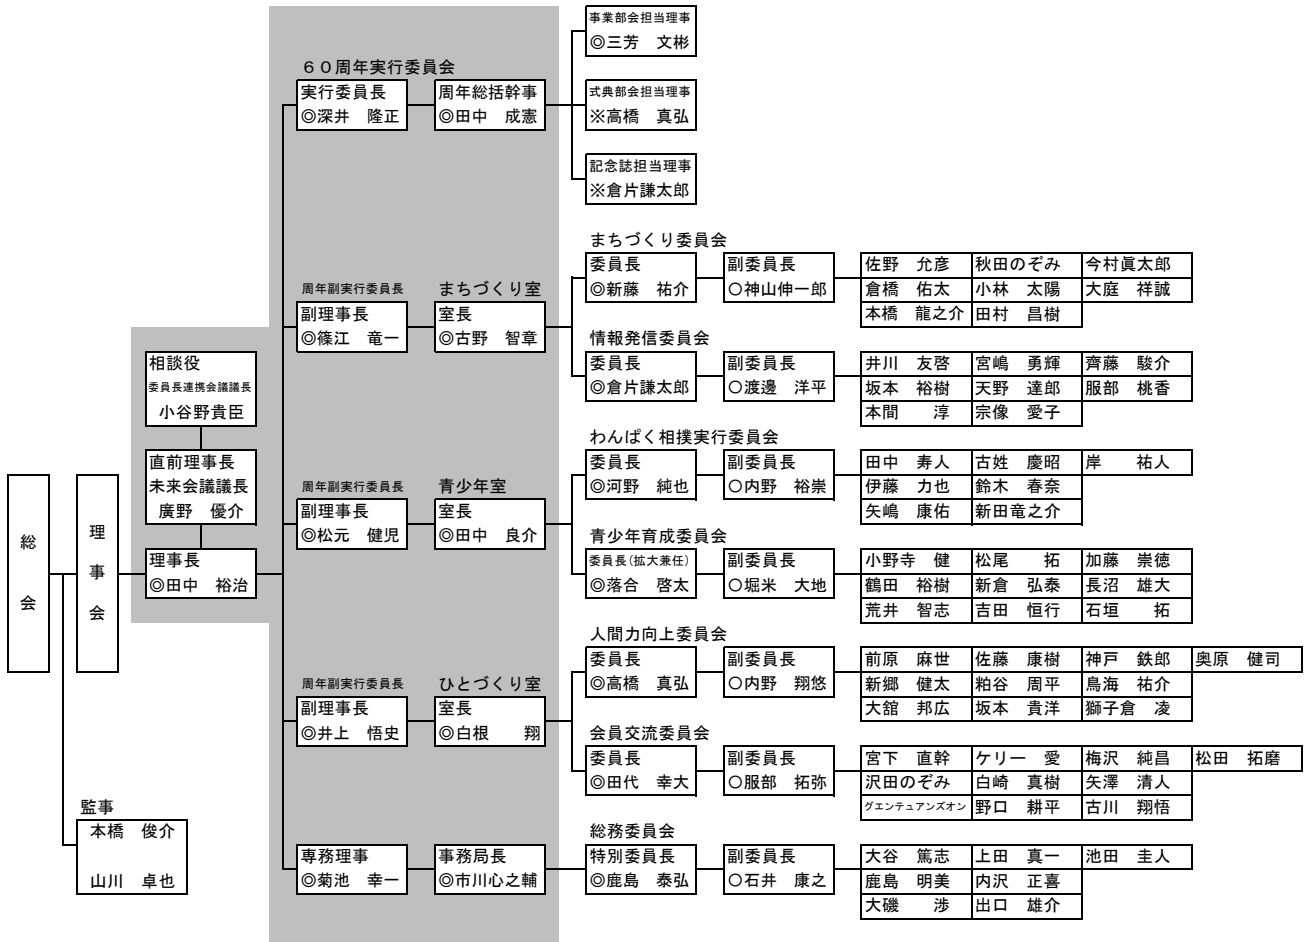 総会
理事会
監事
本橋　俊介
山川　卓也
相談役
委員長連携会議議長
小谷野貴臣
直前理事長
未来会議議長
廣野　優介
理事長
◎田中　裕治
６０周年実行委員会
実行委員長
◎深井　隆正
周年総括幹事
◎田中　成憲
事業部会担当理事
◎三芳　文彬
式典部会担当理事
※高橋　真弘
記念誌担当理事
※倉片謙太郎
周年副実行委員長
副理事長
◎篠江　竜一
まちづくり室
室長
◎古野　智章
まちづくり委員会
委員長
◎新藤　祐介
副委員長
○神山伸一郎
佐野　允彦　秋田のぞみ　今村眞太郎
倉橋　佑太　小林　太陽　大庭　祥誠
本橋　龍之介　田村　昌樹
情報発信委員会
委員長
◎倉片謙太郎
副委員長
○渡邊　洋平
井川　友啓　宮嶋　勇輝　齊藤　駿介
坂本　裕樹　天野　達郎　服部　桃香
本間　　淳　宗像　愛子
周年副実行委員長
副理事長
◎松元　健児
青少年室
室長
◎田中　良介
わんぱく相撲実行委員会
委員長
◎河野　純也
副委員長
○内野　裕崇
田中　寿人　古姓　慶昭　岸　　祐人
伊藤　力也　鈴木　春奈
矢嶋　康佑　新田竜之介
青少年育成委員会
委員長(拡大兼任)
◎落合　啓太
副委員長
○堀米　大地
小野寺　健　松尾　　拓　加藤　崇徳
鶴田　裕樹　新倉　弘泰　長沼　雄大
荒井　智志　吉田　恒行　石垣　　拓
周年副実行委員長
副理事長
◎井上　悟史
ひとづくり室
室長
◎白根　　翔
人間力向上委員会
委員長
◎高橋　真弘
副委員長
○内野　翔悠
前原　麻世　佐藤　康樹　神戸　鉄郎　奥原　健司
新郷　健太　粕谷　周平　鳥海　祐介
大舘　邦広　坂本　貴洋　獅子倉　凌
会員交流委員会
委員長
◎田代　幸大
副委員長
○服部　拓弥
宮下　直幹　ケリー　愛　梅沢　純昌　松田　拓磨
沢田のぞみ　白崎　真樹　矢澤　清人
グエンテュアンズオン　野口　耕平　古川　翔悟
専務理事
◎菊池　幸一
事務局長
◎市川心之輔
総務委員会
特別委員長
◎鹿島　泰弘
副委員長
○石井　康之
大谷　篤志　上田　真一　池田　圭人
鹿島　明美　内沢　正喜
大磯　　渉　出口　雄介